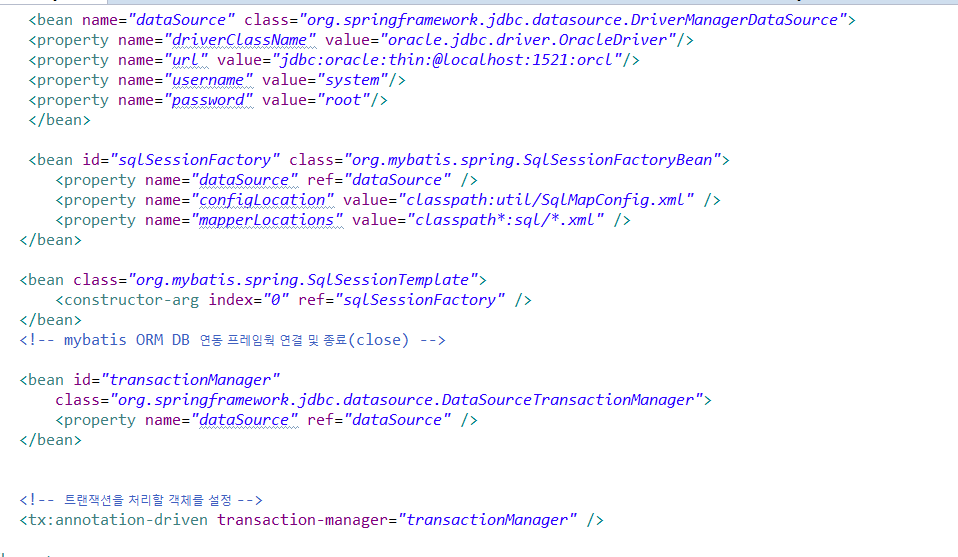 <bean name="dataSource" class="org.springframework.jdbc.datasource.DriverManagerDataSource">
<property name="driverClassName" value="oracle.jdbc.driver.OracleDriver"/>
<property name="url" value="jdbc:oracle:thin:@localhost:1521:orcl"/>
<property name="username" value="system"/>
<property name="password" value="root"/>
</bean>
<bean id="sqlSessionFactory" class="org.mybatis.spring.SqlSessionFactoryBean">
<property name="dataSource" ref="dataSource" />
<property name="configLocation" value="classpath:util/SqlMapConfig.xml" />
<property name="mapperLocations" value="classpath*:sql/*.xml" />
</bean>
<bean class="org.mybatis.spring.SqlSessionTemplate">
<constructor-arg index="0" ref="sqlSessionFactory" />
</bean>
<!-- mybatis ORM DB 연동 프레임웍 연결 및 종료(close) -->
<bean id="transactionManager"
class="org.springframework.jdbc.datasource.DataSourceTransactionManager">
<property name="dataSource" ref="dataSource" />
</bean>
<!-- 트랜잭션을 처리할 객체를 설정 -->
<tx:annotation-driven transaction-manager="transactionManager" />